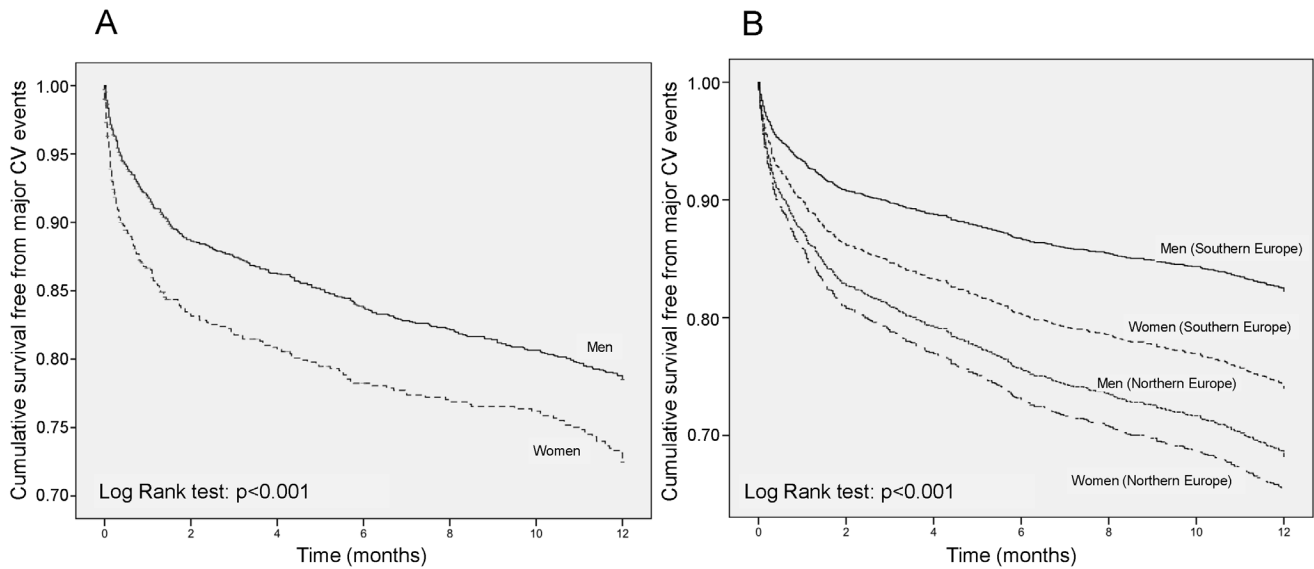 A
Cumulative survival free from major CV events
1.00
0.95
0.90
0.85
0.80
0.75
0.70
Men
Women
Log Rank test: p<0.001
0 2 4 6 8 10 12
Time (months)
B
Cumulative survival free from major CV events
1.00
0.90
0.80
0.70
Men (Southern Europe)
Women (Southern Europe)
Men (Northern Europe)
Women (Northern Europe)
Log Rank test: p<0.001
0 2 4 6 8 10 12
Time (months)